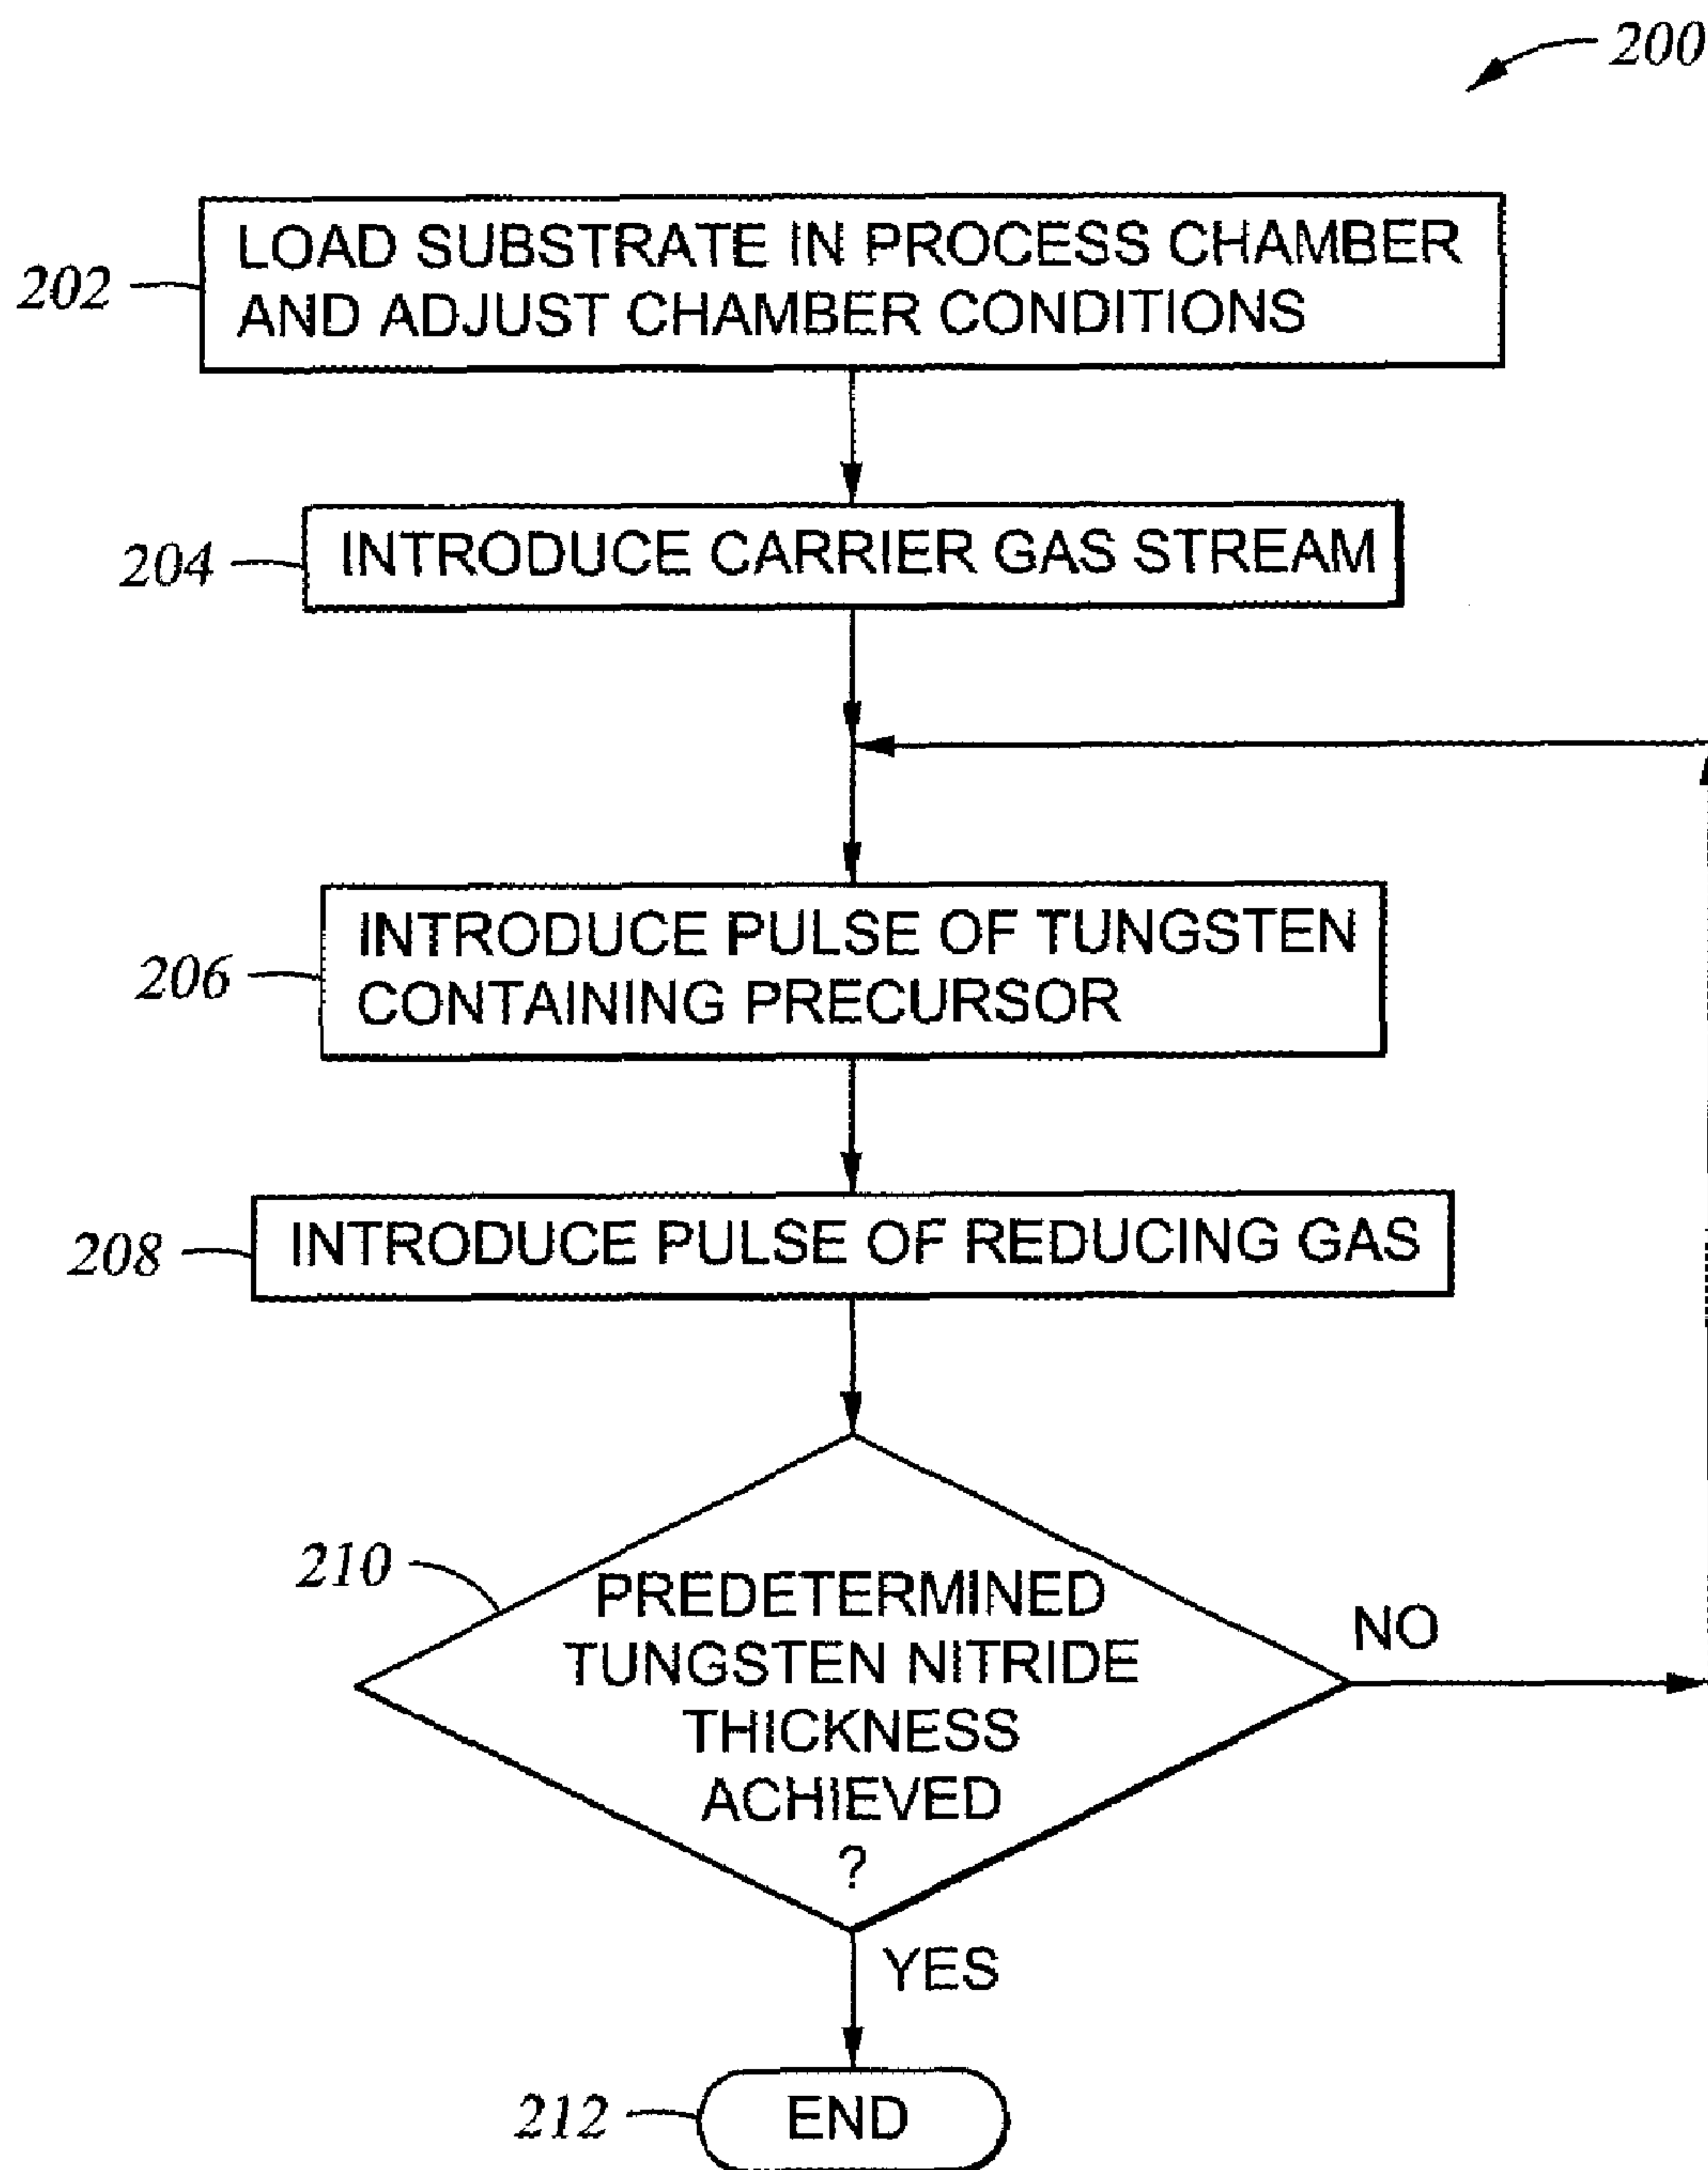 200
202
LOAD SUBSTRATE IN PROCESS CHAMBER
AND ADJUST CHAMBER CONDITIONS
204
INTRODUCE CARRIER GAS STREAM
206
INTRODUCE PULSE OF TUNGSTEN
CONTAINING PRECURSOR
208
INTRODUCE PULSE OF REDUCING GAS
210
PREDETERMINED
TUNGSTEN NITRIDE
THICKNESS
ACHIEVED
?
NO
YES
212
END